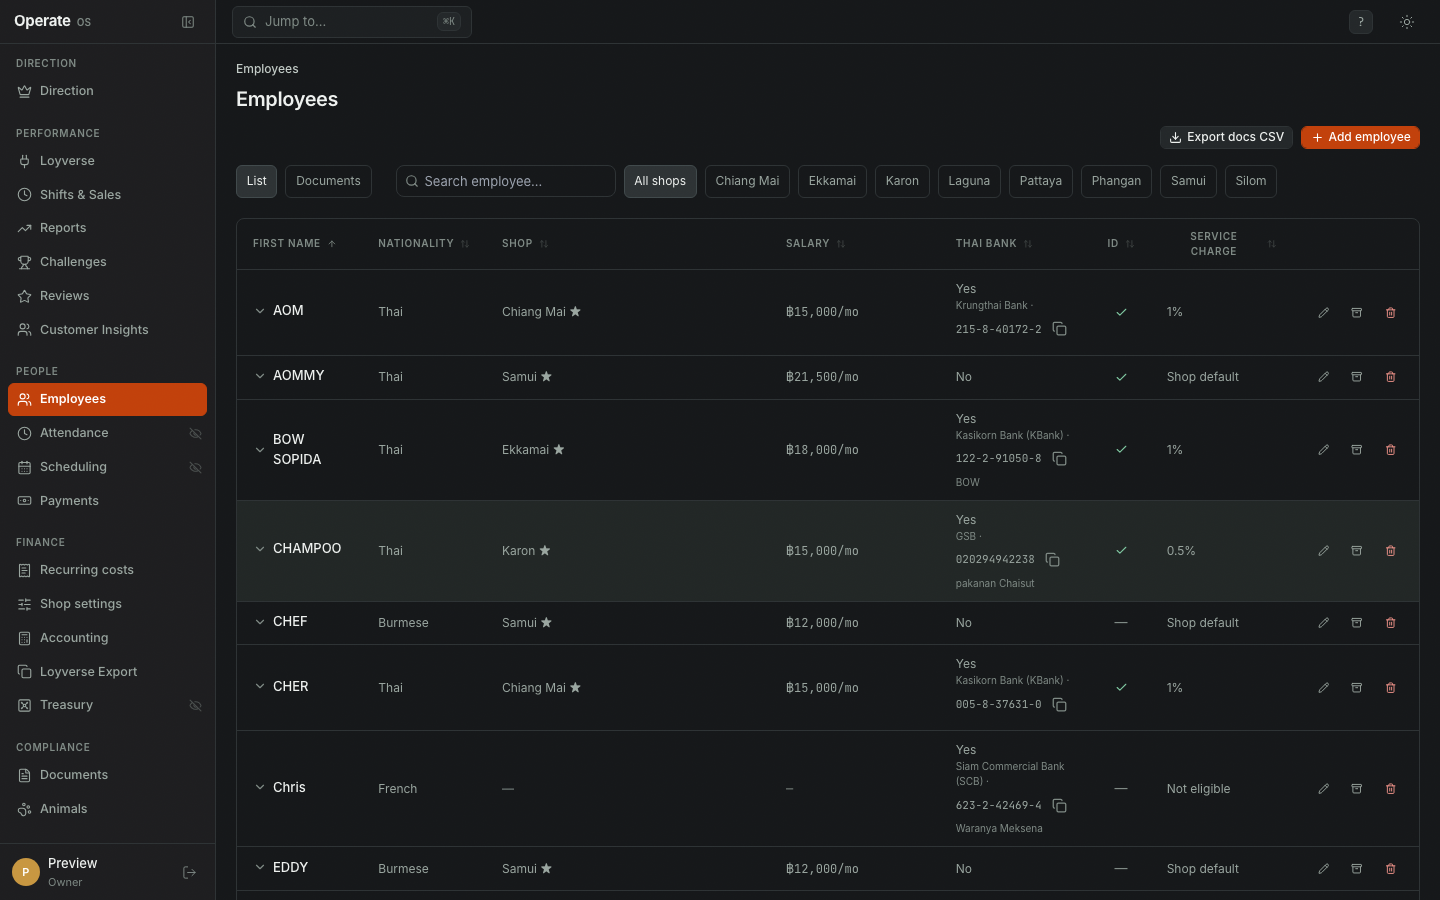 Operate os
Jump to...
⌘K
?
DIRECTION
Direction
PERFORMANCE
Loyverse
Shifts & Sales
Reports
Challenges
Reviews
Customer Insights
PEOPLE
Employees
Attendance
Scheduling
Payments
FINANCE
Recurring costs
Shop settings
Accounting
Loyverse Export
Treasury
COMPLIANCE
Documents
Animals
P
Preview
Owner
Employees
Employees
Export docs CSV
+ Add employee
List
Documents
Search employee...
All shops
Chiang Mai
Ekkamai
Karon
Laguna
Pattaya
Phangan
Samui
Silom
FIRST NAME ↑ NATIONALITY ↑↓ SHOP ↑↓ SALARY ↑↓ THAI BANK ↑↓ ID ↑↓ SERVICE CHARGE ↑↓
AOM Thai Chiang Mai ★ ฿15,000/mo Yes ✓ 1%
Krungthai Bank ·
215-8-40172-2
AOMMY Thai Samui ★ ฿21,500/mo No ✓ Shop default
BOW SOPIDA Thai Ekkamai ★ ฿18,000/mo Yes ✓ 1%
Kasikorn Bank (KBank) ·
122-2-91050-8
BOW
CHAMPOO Thai Karon ★ ฿15,000/mo Yes ✓ 0.5%
GSB ·
020294942238
pakanan Chaisut
CHEF Burmese Samui ★ ฿12,000/mo No — Shop default
CHER Thai Chiang Mai ★ ฿15,000/mo Yes ✓ 1%
Kasikorn Bank (KBank) ·
005-8-37631-0
Chris French — – Yes — Not eligible
Siam Commercial Bank
(SCB) ·
623-2-42469-4
Waranya Meksena
EDDY Burmese Samui ★ ฿12,000/mo No — Shop default